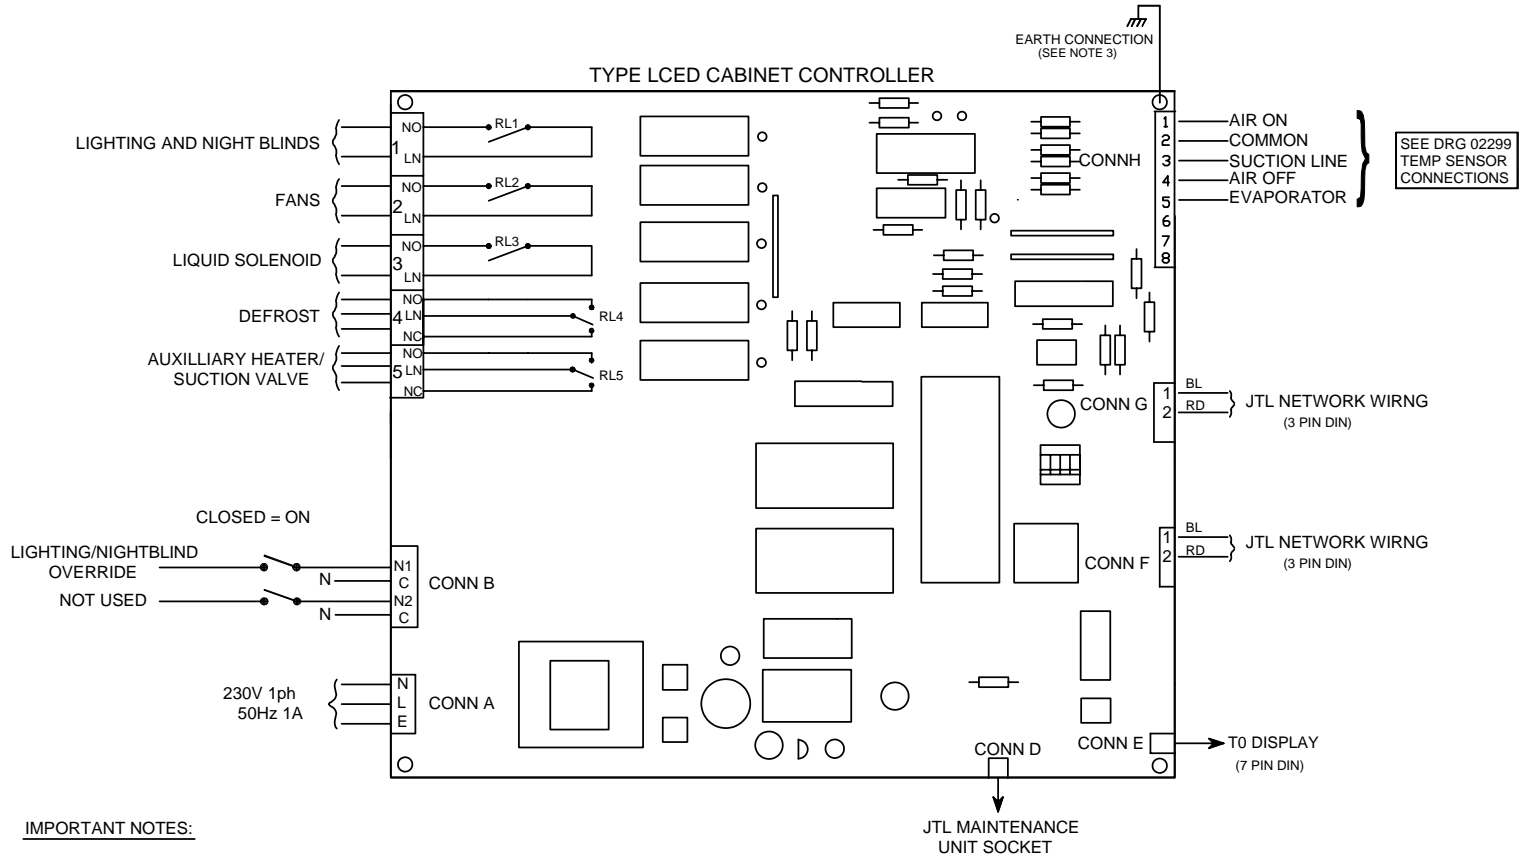 EARTH CONNECTION
(SEE NOTE 3)
TYPE LCED CABINET CONTROLLER
LIGHTING AND NIGHT BLINDS
NO
1
LN
RL1
FANS
NO
2
LN
RL2
LIQUID SOLENOID
NO
3
LN
RL3
DEFROST
NO
4 LN
NC
RL4
AUXILLIARY HEATER/
SUCTION VALVE
NO
5 LN
NC
RL5
CONNH
1 AIR ON
2 COMMON
3 SUCTION LINE
4 AIR OFF
5 EVAPORATOR
6
7
8
SEE DRG 02299
TEMP SENSOR
CONNECTIONS
CONN G
1 BL
2 RD
JTL NETWORK WIRNG
(3 PIN DIN)
CONN F
1 BL
2 RD
JTL NETWORK WIRNG
(3 PIN DIN)
CLOSED = ON
LIGHTING/NIGHTBLIND
OVERRIDE
N1
N C
NOT USED
N2
N C
CONN B
230V 1ph
50Hz 1A
N
L
E
CONN A
CONN D
CONN E
T0 DISPLAY
(7 PIN DIN)
JTL MAINTENANCE
UNIT SOCKET
IMPORTANT NOTES: